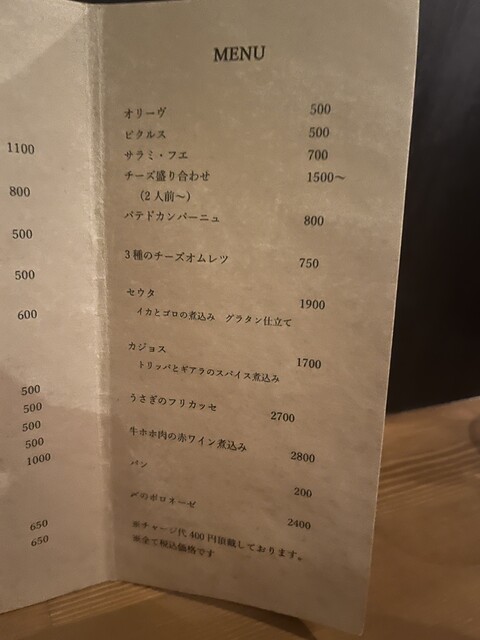 1100
800
500
500
600
500
500
500
500
1000
650
650
MENU
オリーヴ 500
ピクルス 500
サラミ・フエ 700
チーズ盛り合わせ 1500〜
（2人前〜）
パテドカンパーニュ 800
3種のチーズオムレツ 750
セウタ 1900
イカとゴロの煮込み グラタン仕立て
カジョス 1700
トリッパとギアラのスパイス煮込み
うさぎのフリカッセ 2700
牛ホホ肉の赤ワイン煮込み 2800
パン 200
〆のボロオーゼ 2400
※チャージ代400円頂戴しております。
※全て税込価格です